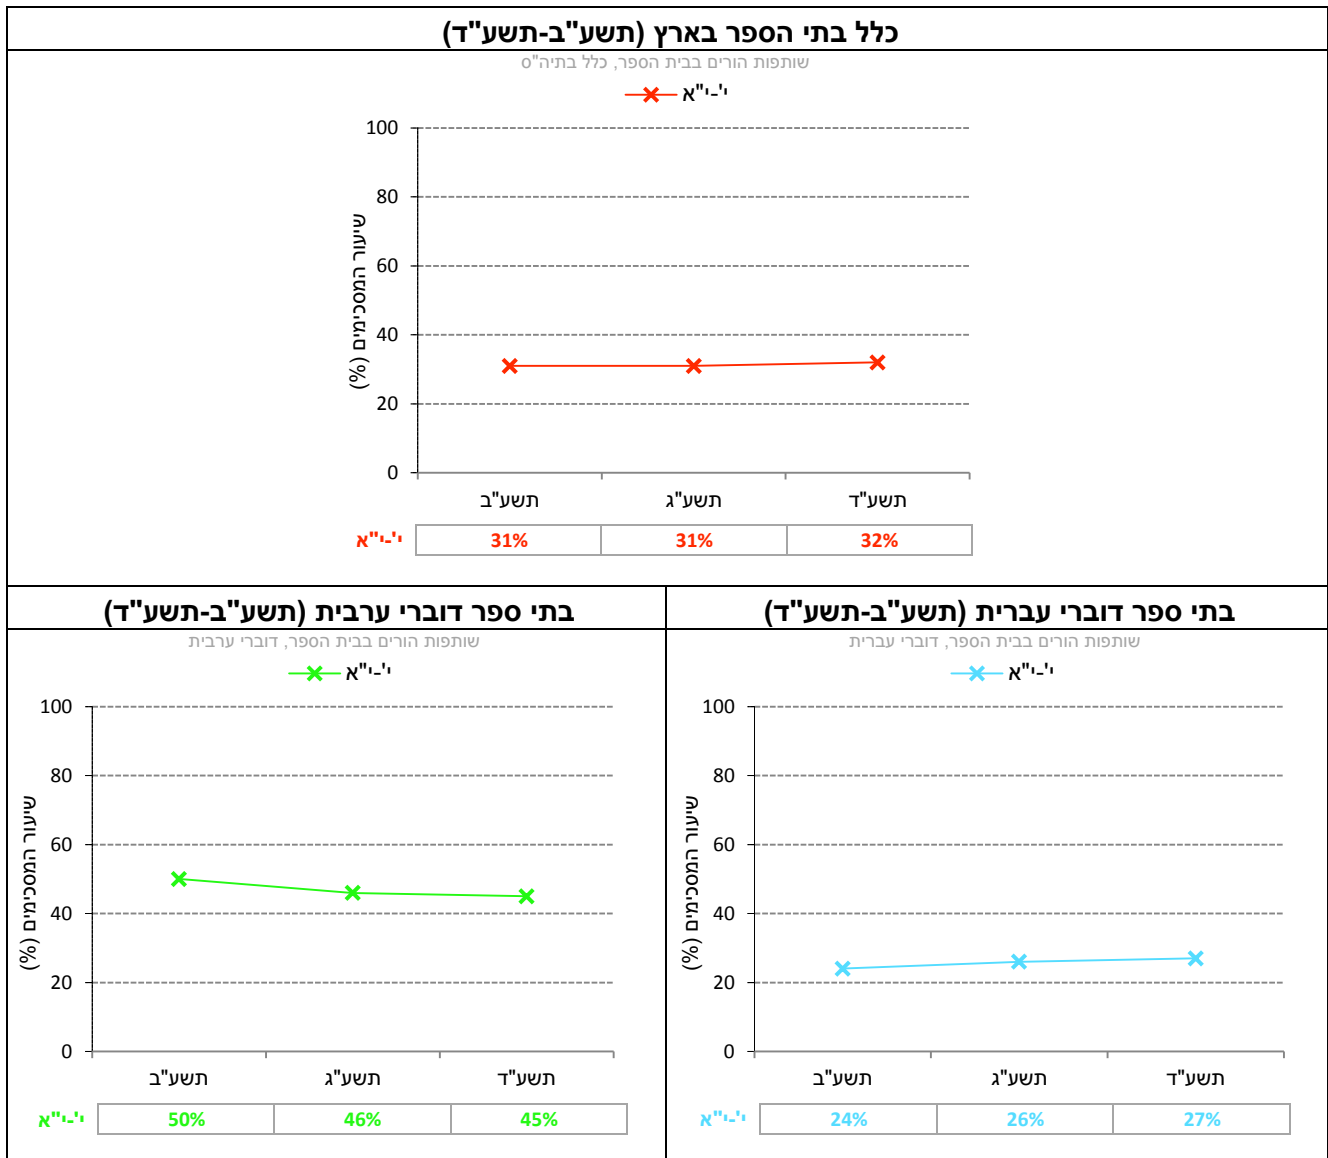 כלל בתי הספר בארץ (תשע"ב-תשע"ד)
שותפות הורים בבית הספר, כלל בתיה"ס
י'-י"א
שיעור המסכימים (%)
100
80
60
40
20
0
תשע"ב תשע"ג תשע"ד
י'-י"א 31% 31% 32%
בתי ספר דוברי עברית (תשע"ב-תשע"ד)
שותפות הורים בבית הספר, דוברי עברית
י'-י"א
שיעור המסכימים (%)
100
80
60
40
20
0
תשע"ב תשע"ג תשע"ד
י'-י"א 24% 26% 27%
בתי ספר דוברי ערבית (תשע"ב-תשע"ד)
שותפות הורים בבית הספר, דוברי ערבית
י'-י"א
שיעור המסכימים (%)
100
80
60
40
20
0
תשע"ב תשע"ג תשע"ד
י'-י"א 50% 46% 45%